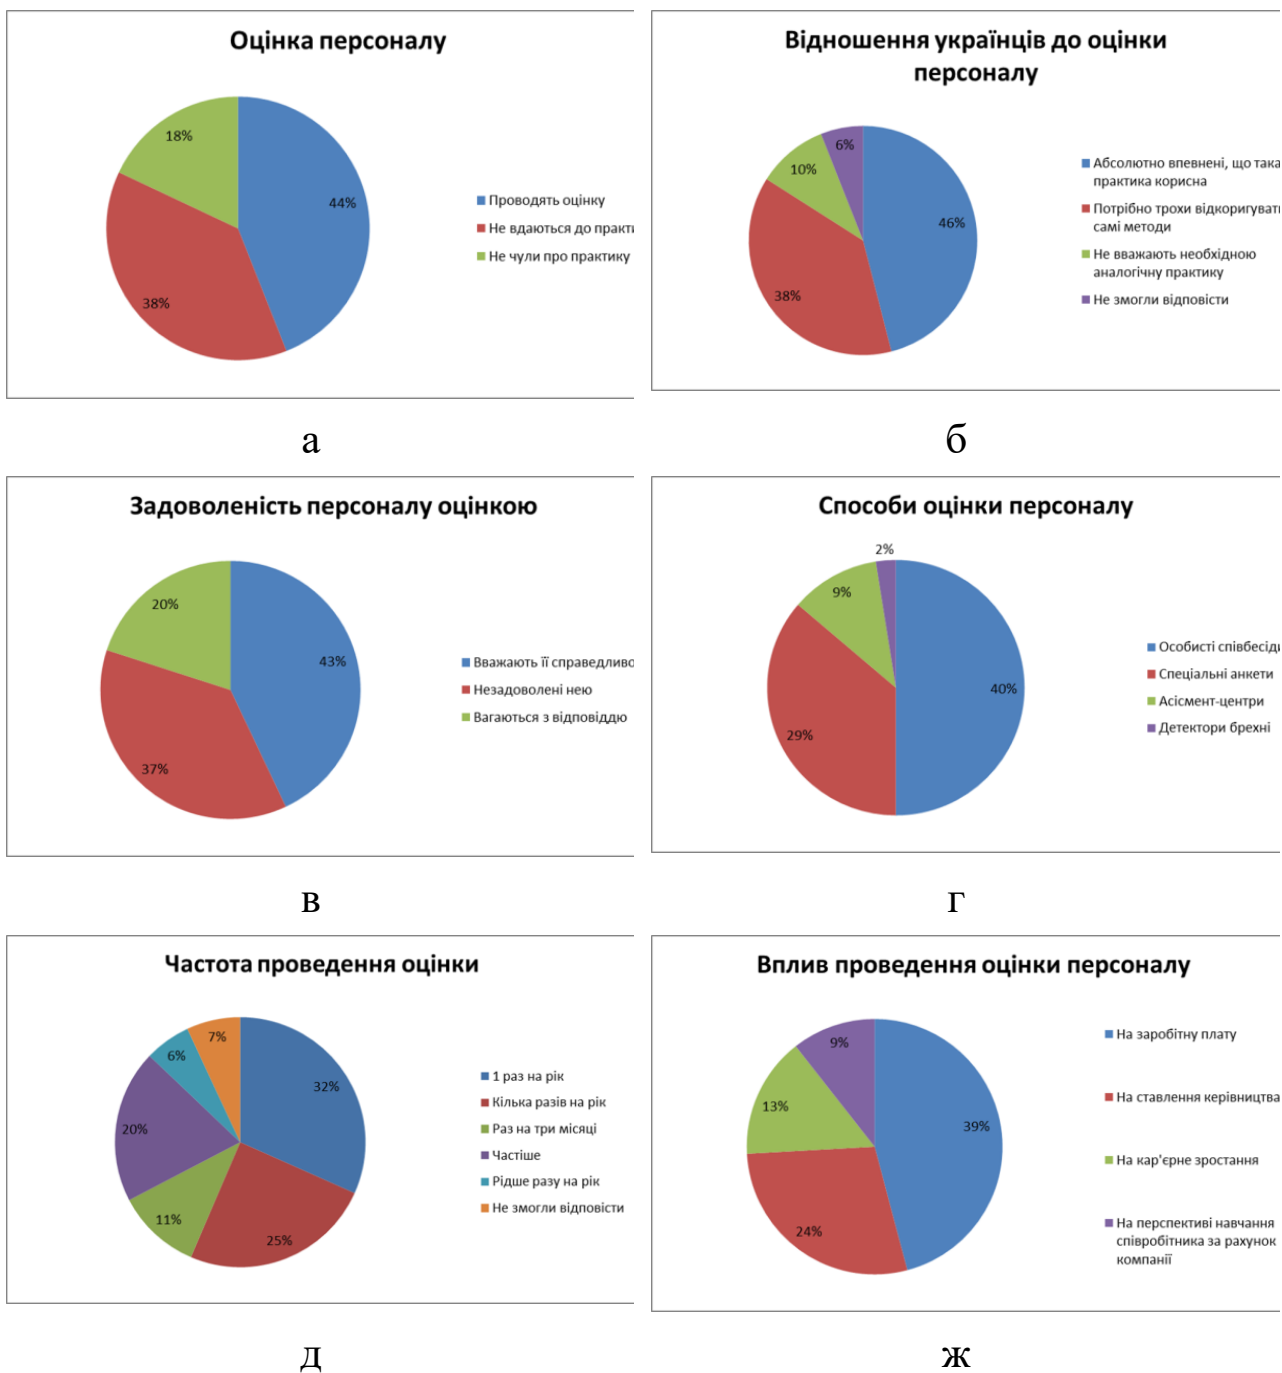 Оцінка персоналу
18%
44%
38%
Проводять оцінку
Не вдаються до практи
Не чули про практику
а
Відношення українців до оцінки
персоналу
6%
10%
46%
38%
Абсолютно впевнені, що така
практика корисна
Потрібно трохи відкоригувати
самі методи
Не вважають необхідною
аналогічну практику
Не змогли відповісти
б
Задоволеність персоналу оцінкою
20%
43%
37%
Вважають її справедливо
Незадоволені нею
Вагаються з відповіддю
в
Способи оцінки персоналу
2%
9%
40%
29%
Особисті співбесіди
Спеціальні анкети
Асісмент-центри
Детектори брехні
г
Частота проведення оцінки
7%
6%
32%
20%
11%
25%
1 раз на рік
Кілька разів на рік
Раз на три місяці
Частіше
Рідше разу на рік
Не змогли відповісти
д
Вплив проведення оцінки персоналу
9%
13%
39%
24%
На заробітну плату
На ставлення керівництва
На кар'єрне зростання
На перспективі навчання
співробітника за рахунок
компанії
ж